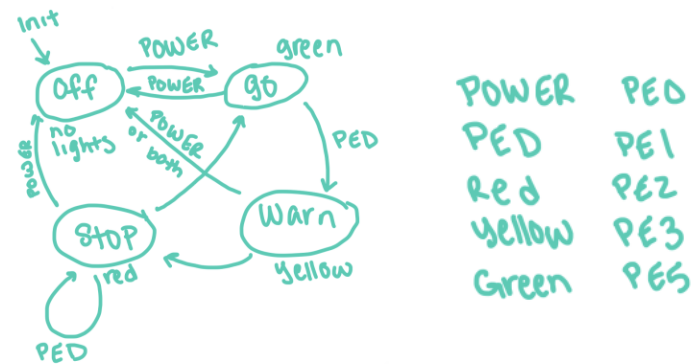 Init
POWER
green
off
POWER
go
no lights
POWER
or both
PED
POWER
Stop
Warn
red
yellow
PED
POWER PE0
PED PE1
Red PE2
Yellow PE3
Green PE5